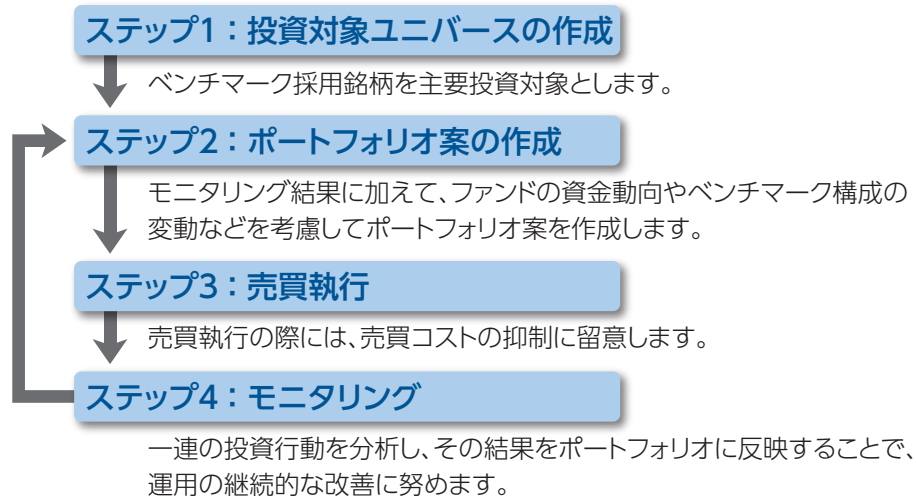 ステップ1：投資対象ユニバースの作成
ベンチマーク採用銘柄を主要投資対象とします。
ステップ2：ポートフォリオ案の作成
モニタリング結果に加えて、ファンドの資金動向やベンチマーク構成の
変動などを考慮してポートフォリオ案を作成します。
ステップ3：売買執行
売買執行の際には、売買コストの抑制に留意します。
ステップ4：モニタリング
一連の投資行動を分析し、その結果をポートフォリオに反映することで、
運用の継続的な改善に努めます。